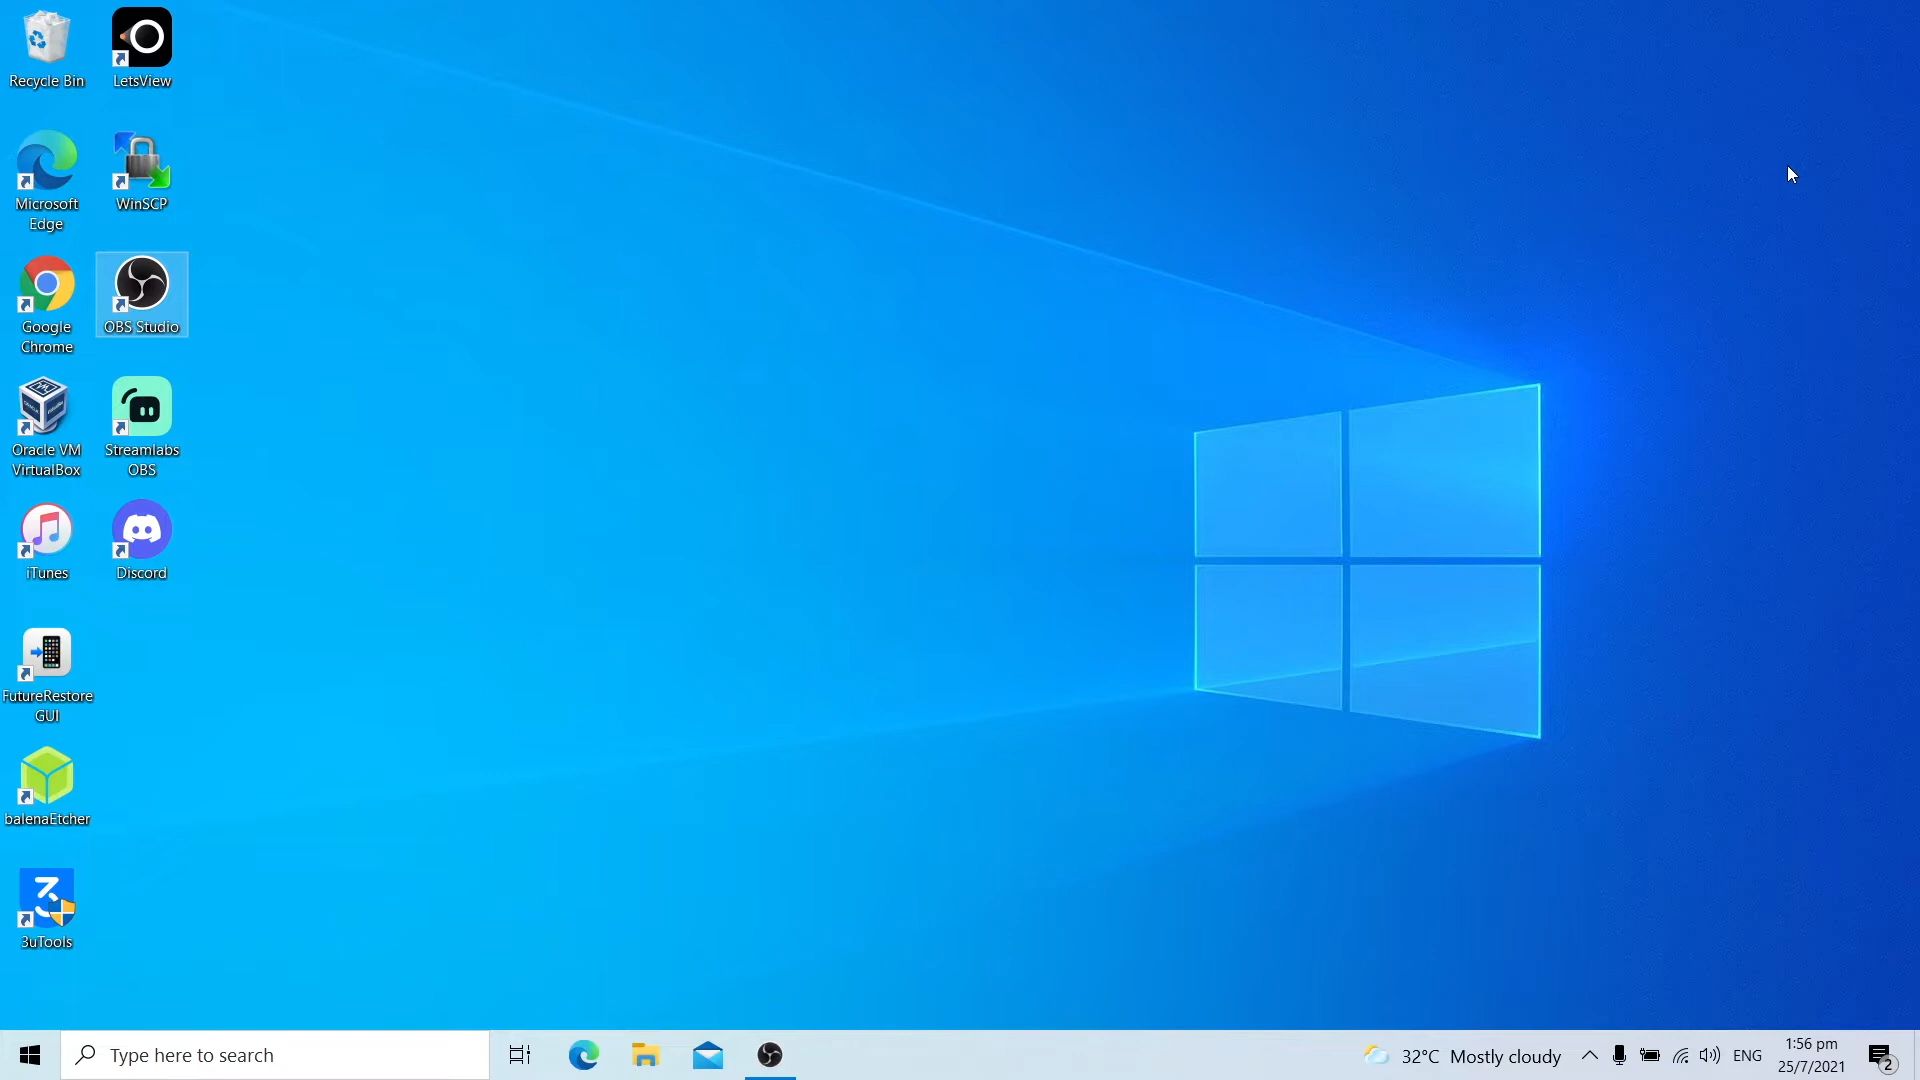 Recycle Bin
LetsView
Microsoft
Edge
WinSCP
Google
Chrome
OBS Studio
Oracle VM
VirtualBox
Streamlabs
OBS
iTunes
Discord
FutureRestore
GUI
balenaEtcher
3uTools
Type here to search
32°C Mostly cloudy
ENG
1:56 pm
25/7/2021
2